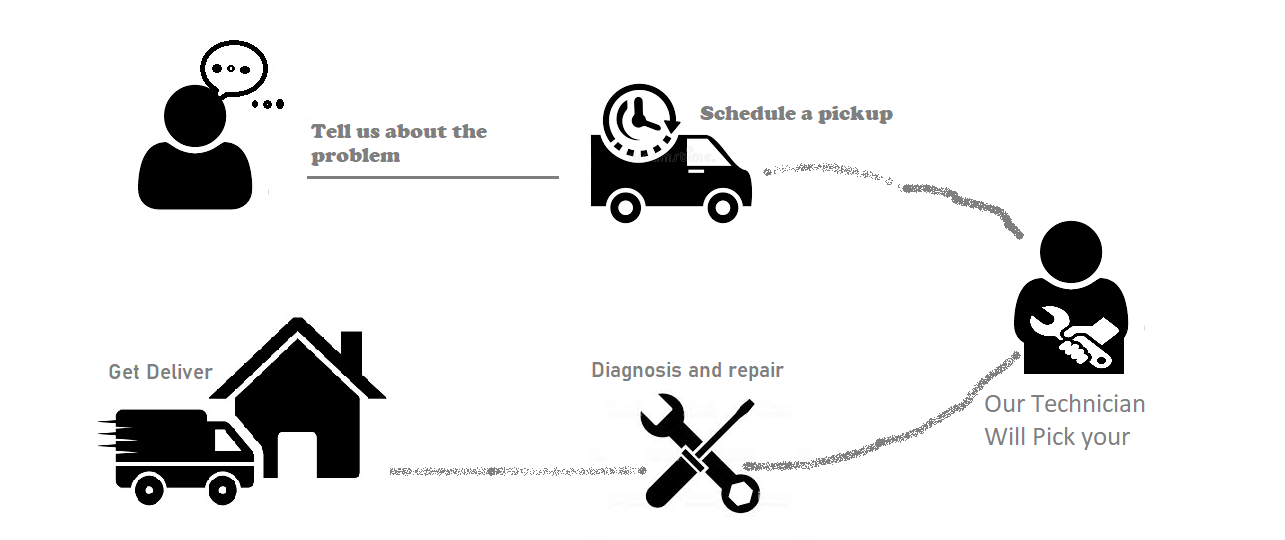 Tell us about the
problem
Schedule a pickup
Our Technician
Will Pick your
Diagnosis and repair
Get Deliver